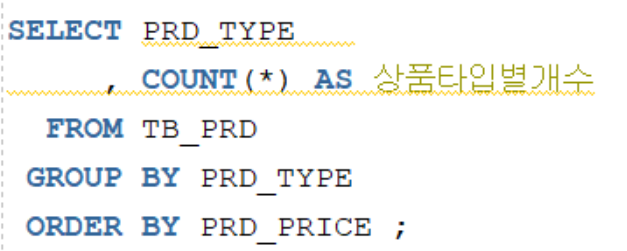 SELECT PRD_TYPE
, COUNT(*) AS 상품타입별개수
FROM TB_PRD
GROUP BY PRD_TYPE
ORDER BY PRD_PRICE ;